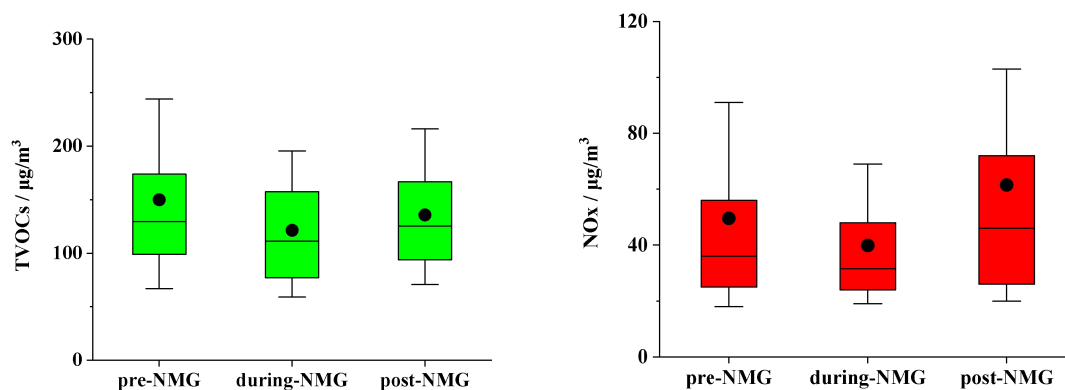 TVOCs / μg/m³
300
200
100
0
pre-NMG
during-NMG
post-NMG
NOx / μg/m³
120
80
40
0
pre-NMG
during-NMG
post-NMG